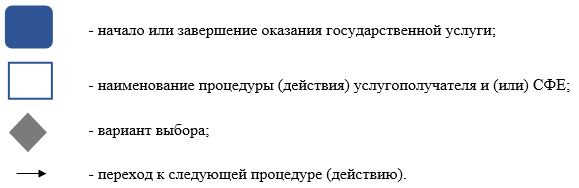 - начало или завершение оказания государственной услуги;
- наименование процедуры (действия) услугополучателя и (или) СФЕ;
- вариант выбора;
- переход к следующей процедуре (действию).